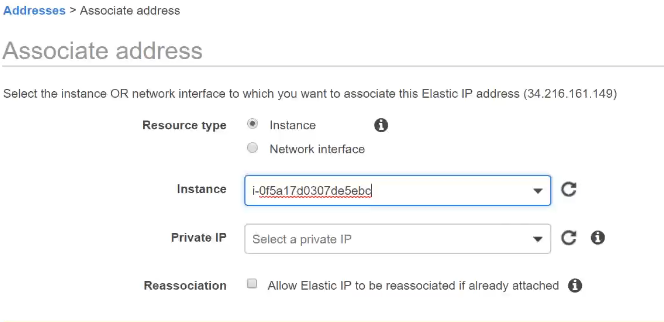 Addresses > Associate address
Associate address
Select the instance OR network interface to which you want to associate this Elastic IP address (34.216.161.149)
Resource type Instance
Network interface
Instance i-0f5a17d0307de5ebc
Private IP Select a private IP
Reassociation Allow Elastic IP to be reassociated if already attached